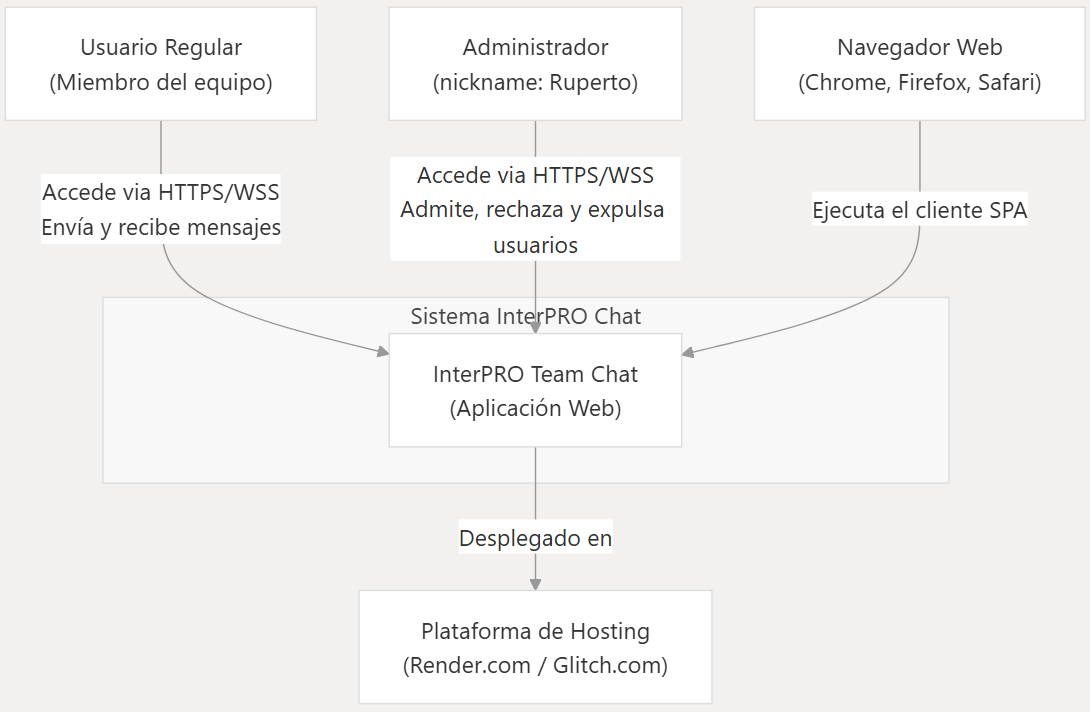 Usuario Regular
(Miembro del equipo)
Administrador
(nickname: Ruperto)
Navegador Web
(Chrome, Firefox, Safari)
Accede via HTTPS/WSS
Envía y recibe mensajes
Accede via HTTPS/WSS
Admite, rechaza y expulsa
usuarios
Ejecuta el cliente SPA
Sistema InterPRO Chat
InterPRO Team Chat
(Aplicación Web)
Desplegado en
Plataforma de Hosting
(Render.com / Glitch.com)